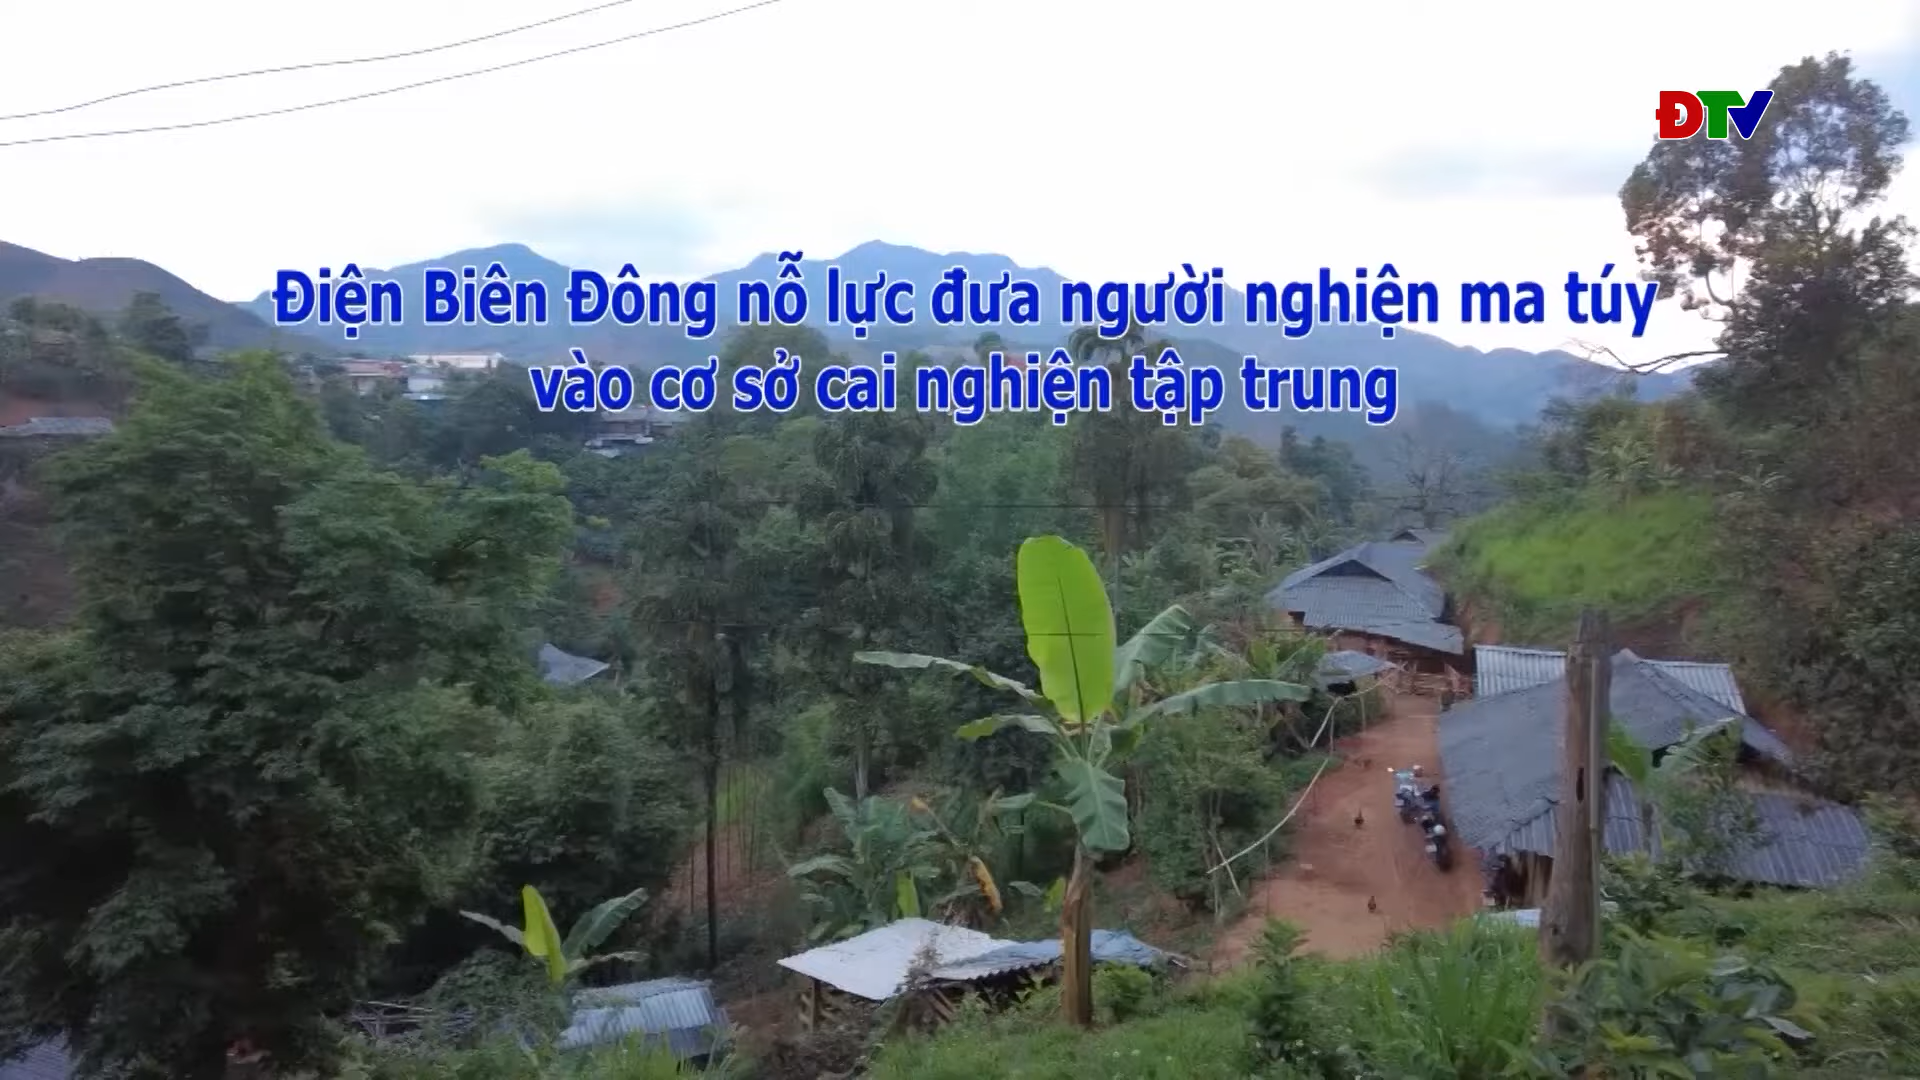 ĐTV
Điện Biên Đông nỗ lực đưa người nghiện ma túy
vào cơ sở cai nghiện tập trung